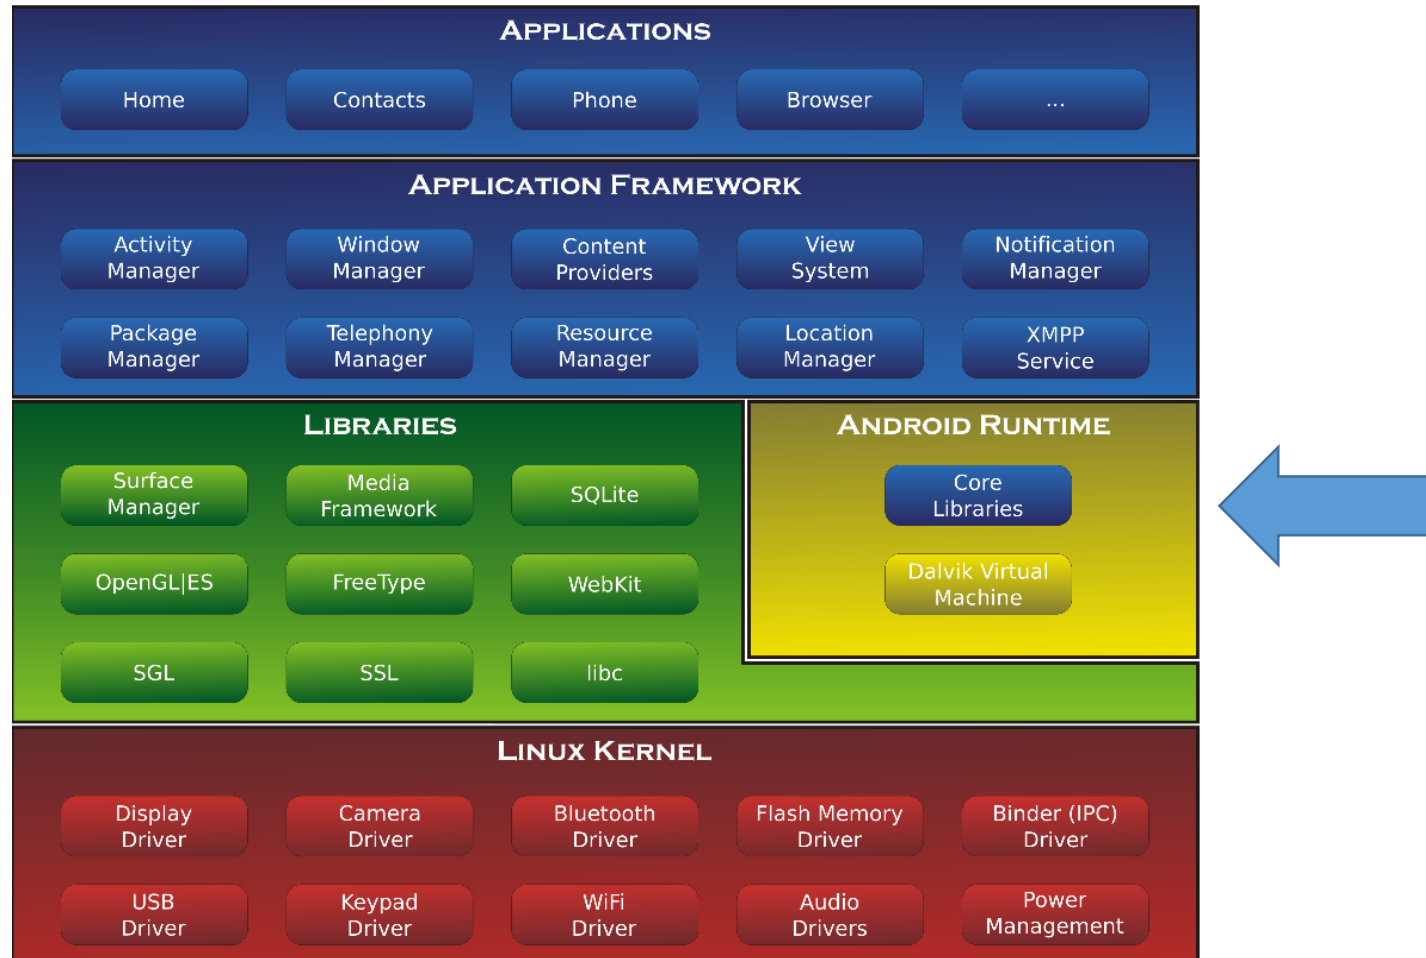 APPLICATIONS
Home
Contacts
Phone
Browser
...
APPLICATION FRAMEWORK
Activity
Manager
Window
Manager
Content
Providers
View
System
Notification
Manager
Package
Manager
Telephony
Manager
Resource
Manager
Location
Manager
XMPP
Service
LIBRARIES
Surface
Manager
Media
Framework
SQLite
OpenGL|ES
FreeType
WebKit
SGL
SSL
libc
ANDROID RUNTIME
Core
Libraries
Dalvik Virtual
Machine
LINUX KERNEL
Display
Driver
Camera
Driver
Bluetooth
Driver
Flash Memory
Driver
Binder (IPC)
Driver
USB
Driver
Keypad
Driver
WiFi
Driver
Audio
Drivers
Power
Management